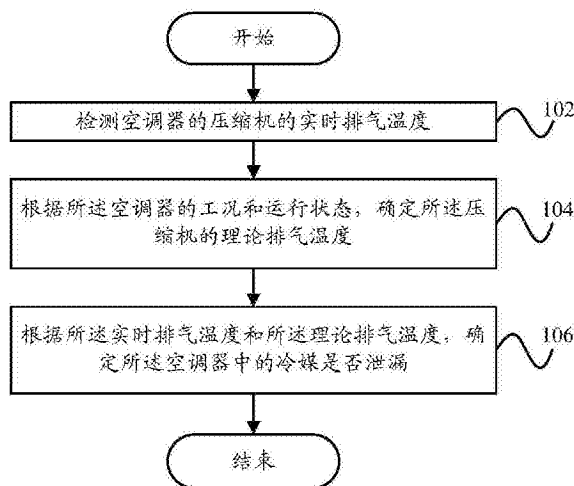 开始
检测空调器的压缩机的实时排气温度
102
根据所述空调器的工况和运行状态，确定所述压
缩机的理论排气温度
104
根据所述实时排气温度和所述理论排气温度，确
定所述空调器中的冷媒是否泄漏
106
结束